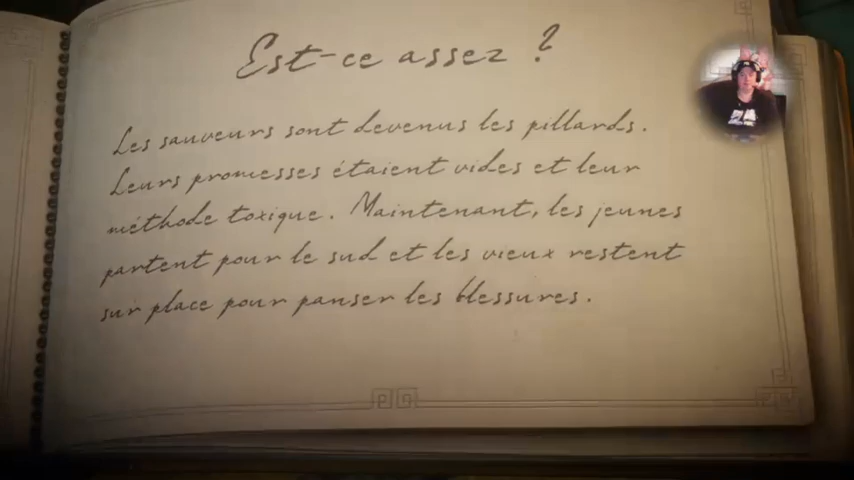 Est-ce assez ?
Les sauveurs sont devenus les pillards.
Leurs promesses étaient vides et leur
méthode toxique. Maintenant, les jeunes
partent pour le sud et les vieux restent
sur place pour panser les blessures.